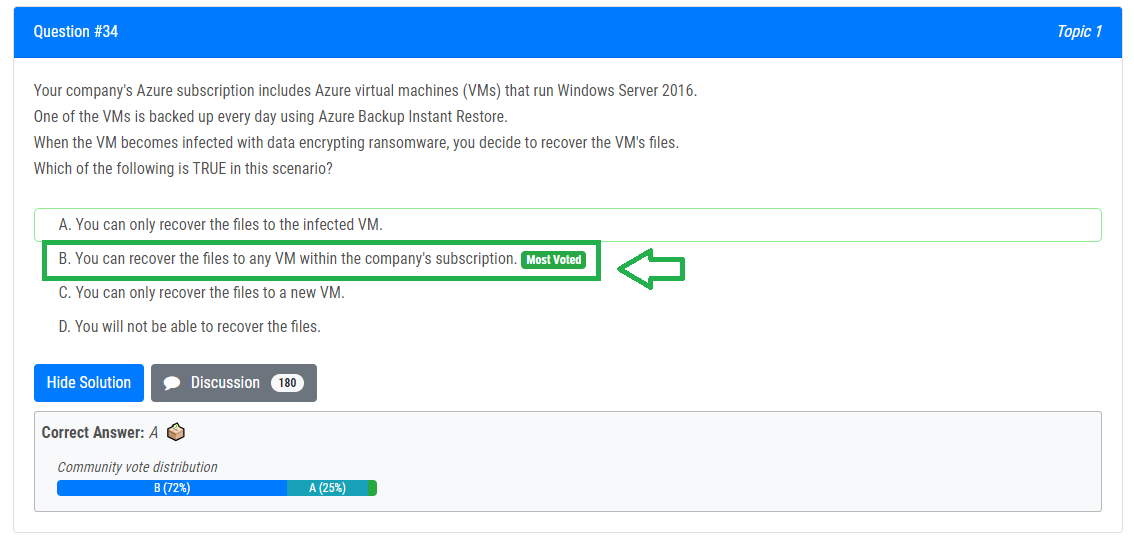 Question #34
Topic 1
Your company's Azure subscription includes Azure virtual machines (VMs) that run Windows Server 2016.
One of the VMs is backed up every day using Azure Backup Instant Restore.
When the VM becomes infected with data encrypting ransomware, you decide to recover the VM's files.
Which of the following is TRUE in this scenario?
A. You can only recover the files to the infected VM.
B. You can recover the files to any VM within the company's subscription. Most Voted
C. You can only recover the files to a new VM.
D. You will not be able to recover the files.
Hide Solution
Discussion 180
Correct Answer: A
Community vote distribution
B (72%)
A (25%)